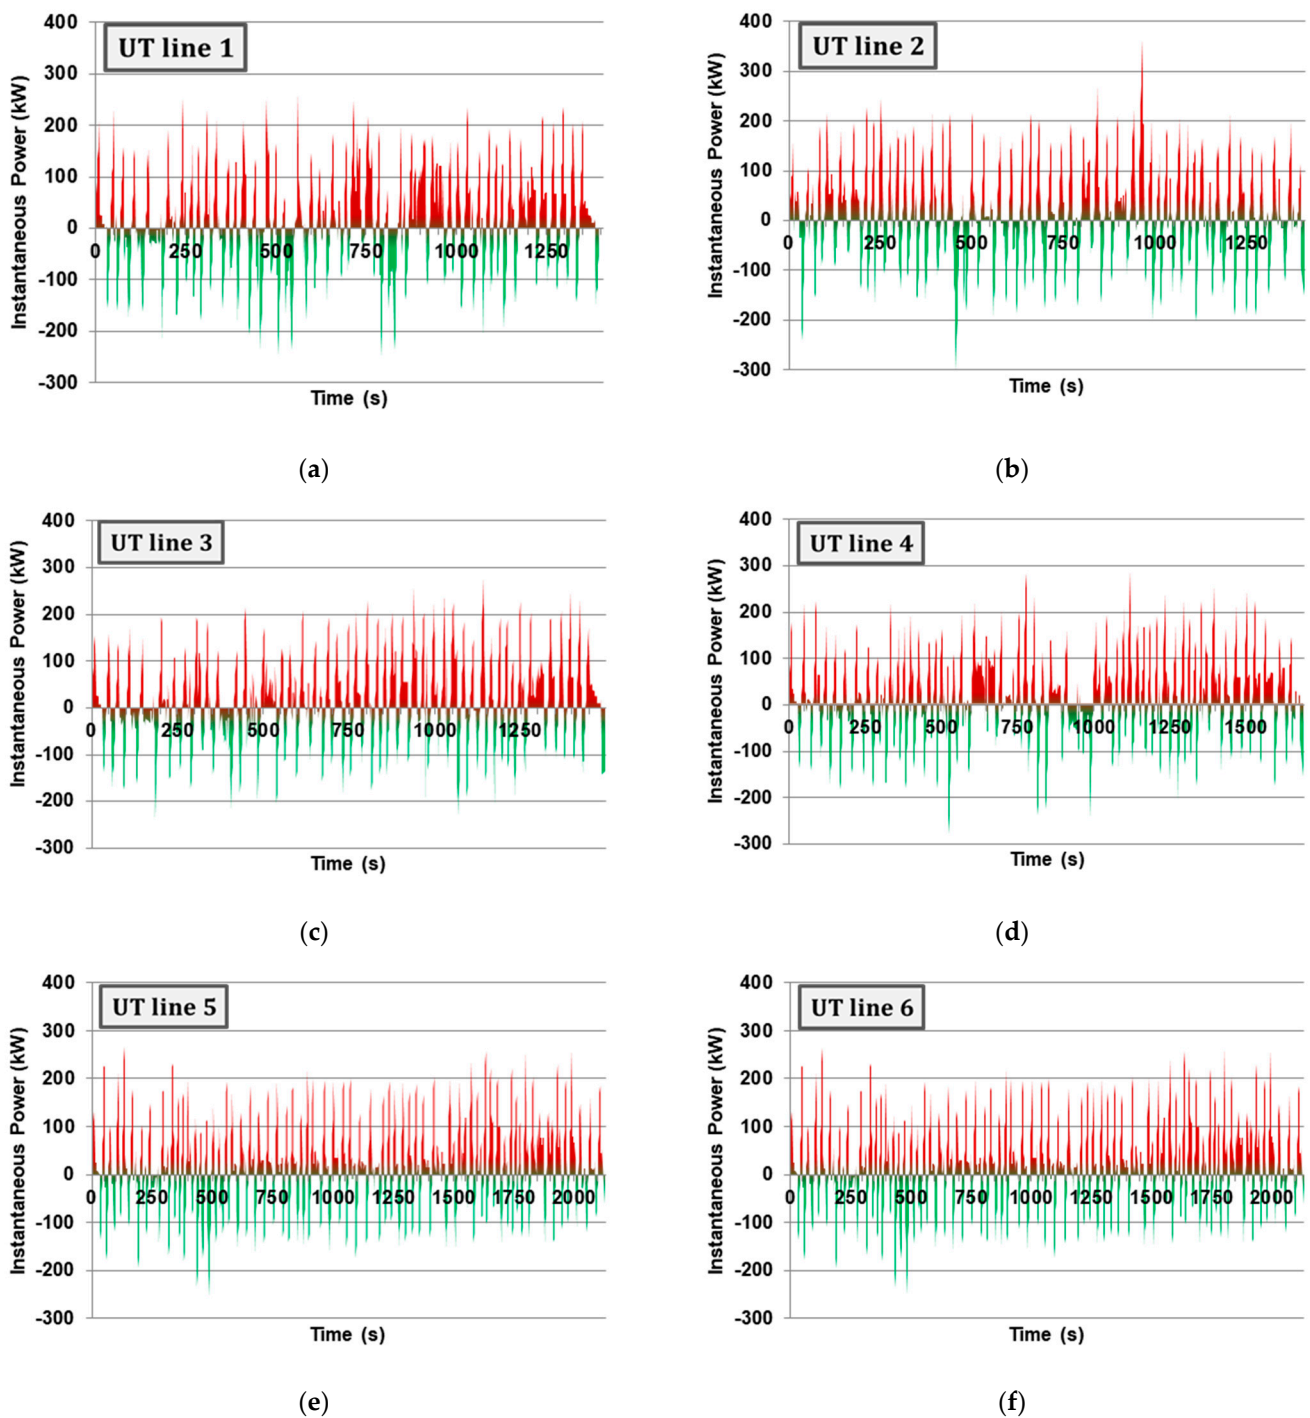 UT line 1
Instantaneous Power (kW)
400
300
200
100
0
-100
-200
-300
0 250 500 750 1000 1250
Time (s)
(a)
UT line 2
Instantaneous Power (kW)
400
300
200
100
0
-100
-200
-300
0 250 500 750 1000 1250
Time (s)
(b)
UT line 3
Instantaneous Power (kW)
400
300
200
100
0
-100
-200
-300
0 250 500 750 1000 1250
Time (s)
(c)
UT line 4
Instantaneous Power (kW)
400
300
200
100
0
-100
-200
-300
0 250 500 750 1000 1250 1500
Time (s)
(d)
UT line 5
Instantaneous Power (kW)
400
300
200
100
0
-100
-200
-300
0 250 500 750 1000 1250 1500 1750 2000
Time (s)
(e)
UT line 6
Instantaneous Power (kW)
400
300
200
100
0
-100
-200
-300
0 250 500 750 1000 1250 1500 1750 2000
Time (s)
(f)